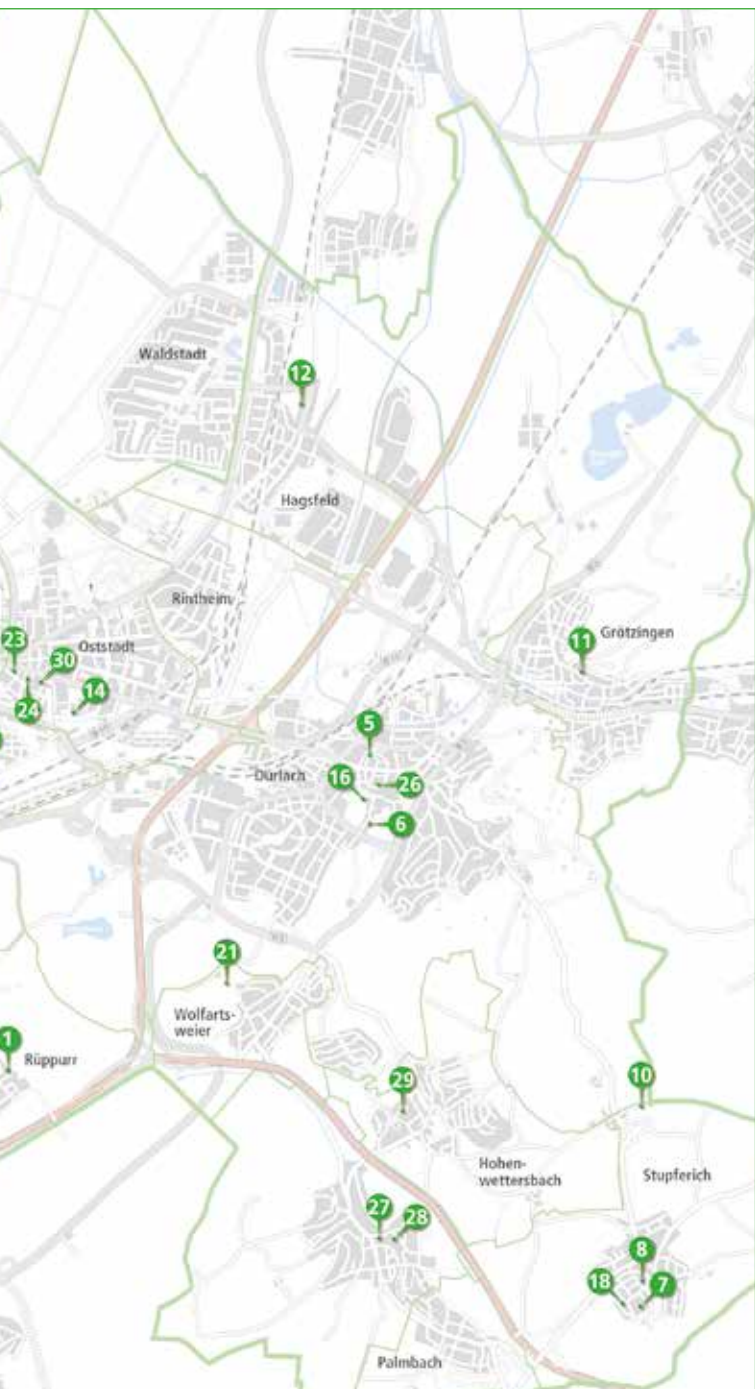 Waldstadt
12
Hagsfeld
Rintheim
23
Oststadt
30
24
14
11
Grötzingen
5
Durlach
16
26
6
21
Wolfarts-
weier
1
Rüppurr
29
10
Hohen-
wettersbach
Stupferich
27
28
8
18
7
Palmbach